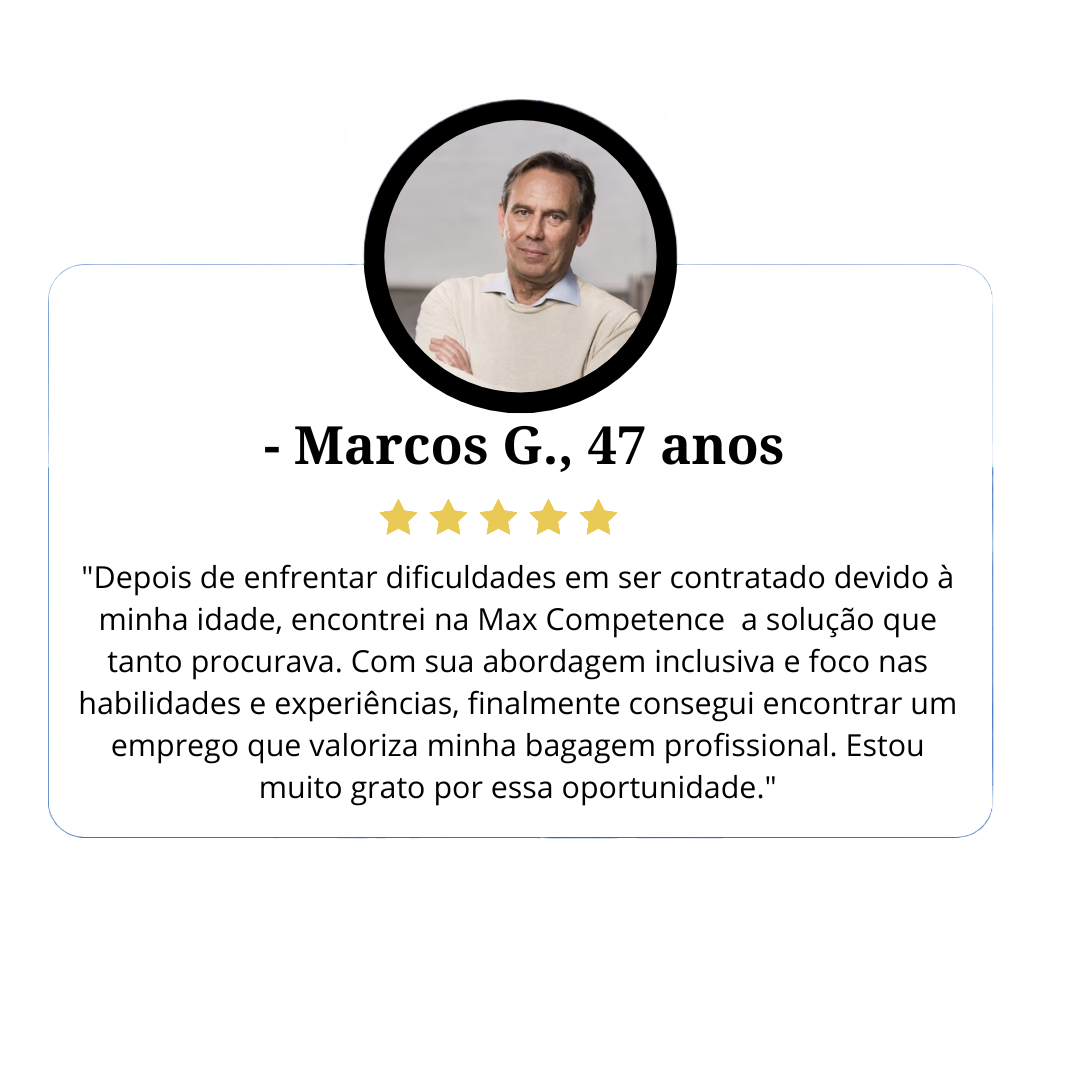 - Marcos G., 47 anos
"Depois de enfrentar dificuldades em ser contratado devido à
minha idade, encontrei na Max Competence  a solução que
tanto procurava. Com sua abordagem inclusiva e foco nas
habilidades e experiências, finalmente consegui encontrar um
emprego que valoriza minha bagagem profissional. Estou
muito grato por essa oportunidade."